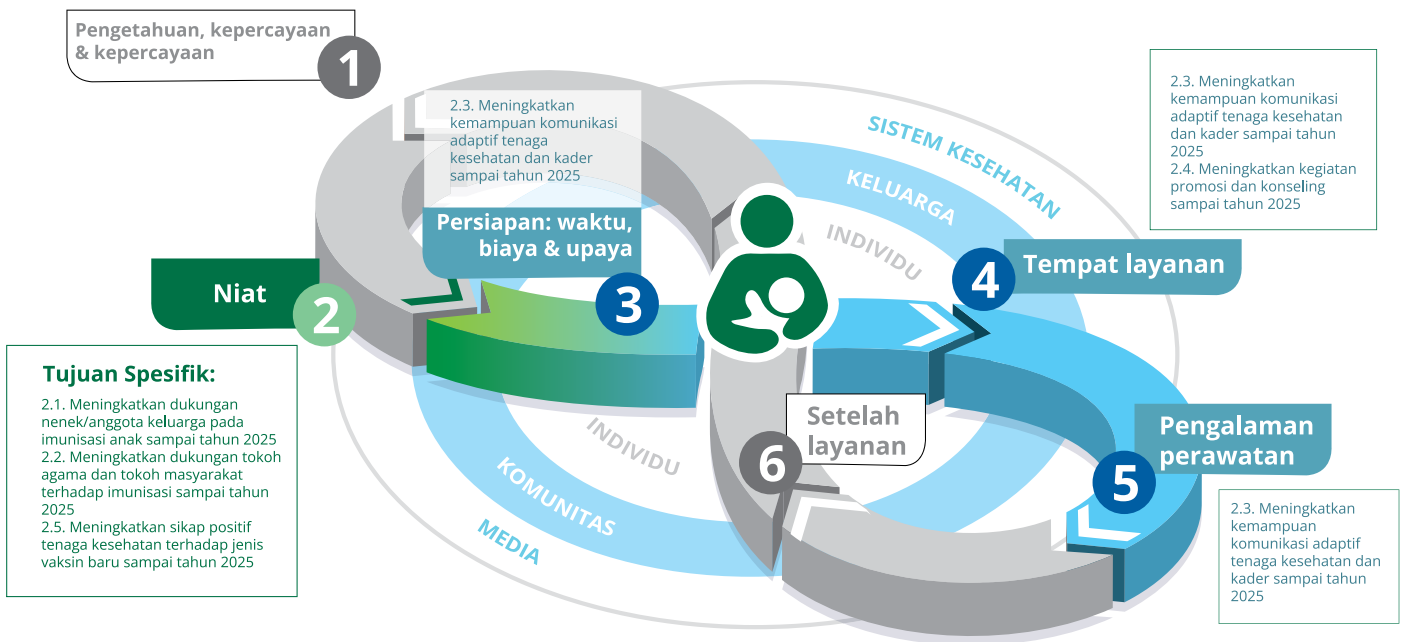 Pengetahuan, kepercayaan
& kepercayaan
1
2.3. Meningkatkan
kemampuan komunikasi
adaptif tenaga
kesehatan dan kader
sampai tahun 2025
Persiapan: waktu,
biaya & upaya
3
Niat
2
Tujuan Spesifik:
2.1. Meningkatkan dukungan
nenek/anggota keluarga pada
imunisasi anak sampai tahun 2025
2.2. Meningkatkan dukungan tokoh
agama dan tokoh masyarakat
terhadap imunisasi sampai tahun
2025
2.5. Meningkatkan sikap positif
tenaga kesehatan terhadap jenis
vaksin baru sampai tahun 2025
SISTEM KESEHATAN
KELUARGA
INDIVIDU
2.3. Meningkatkan
kemampuan komunikasi
adaptif tenaga kesehatan
dan kader sampai tahun
2025
2.4. Meningkatkan kegiatan
promosi dan konseling
sampai tahun 2025
4
Tempat layanan
INDIVIDU
KOMUNITAS
MEDIA
Setelah
layanan
6
Pengalaman
perawatan
5
2.3. Meningkatkan
kemampuan
komunikasi adaptif
tenaga kesehatan dan
kader sampai tahun
2025